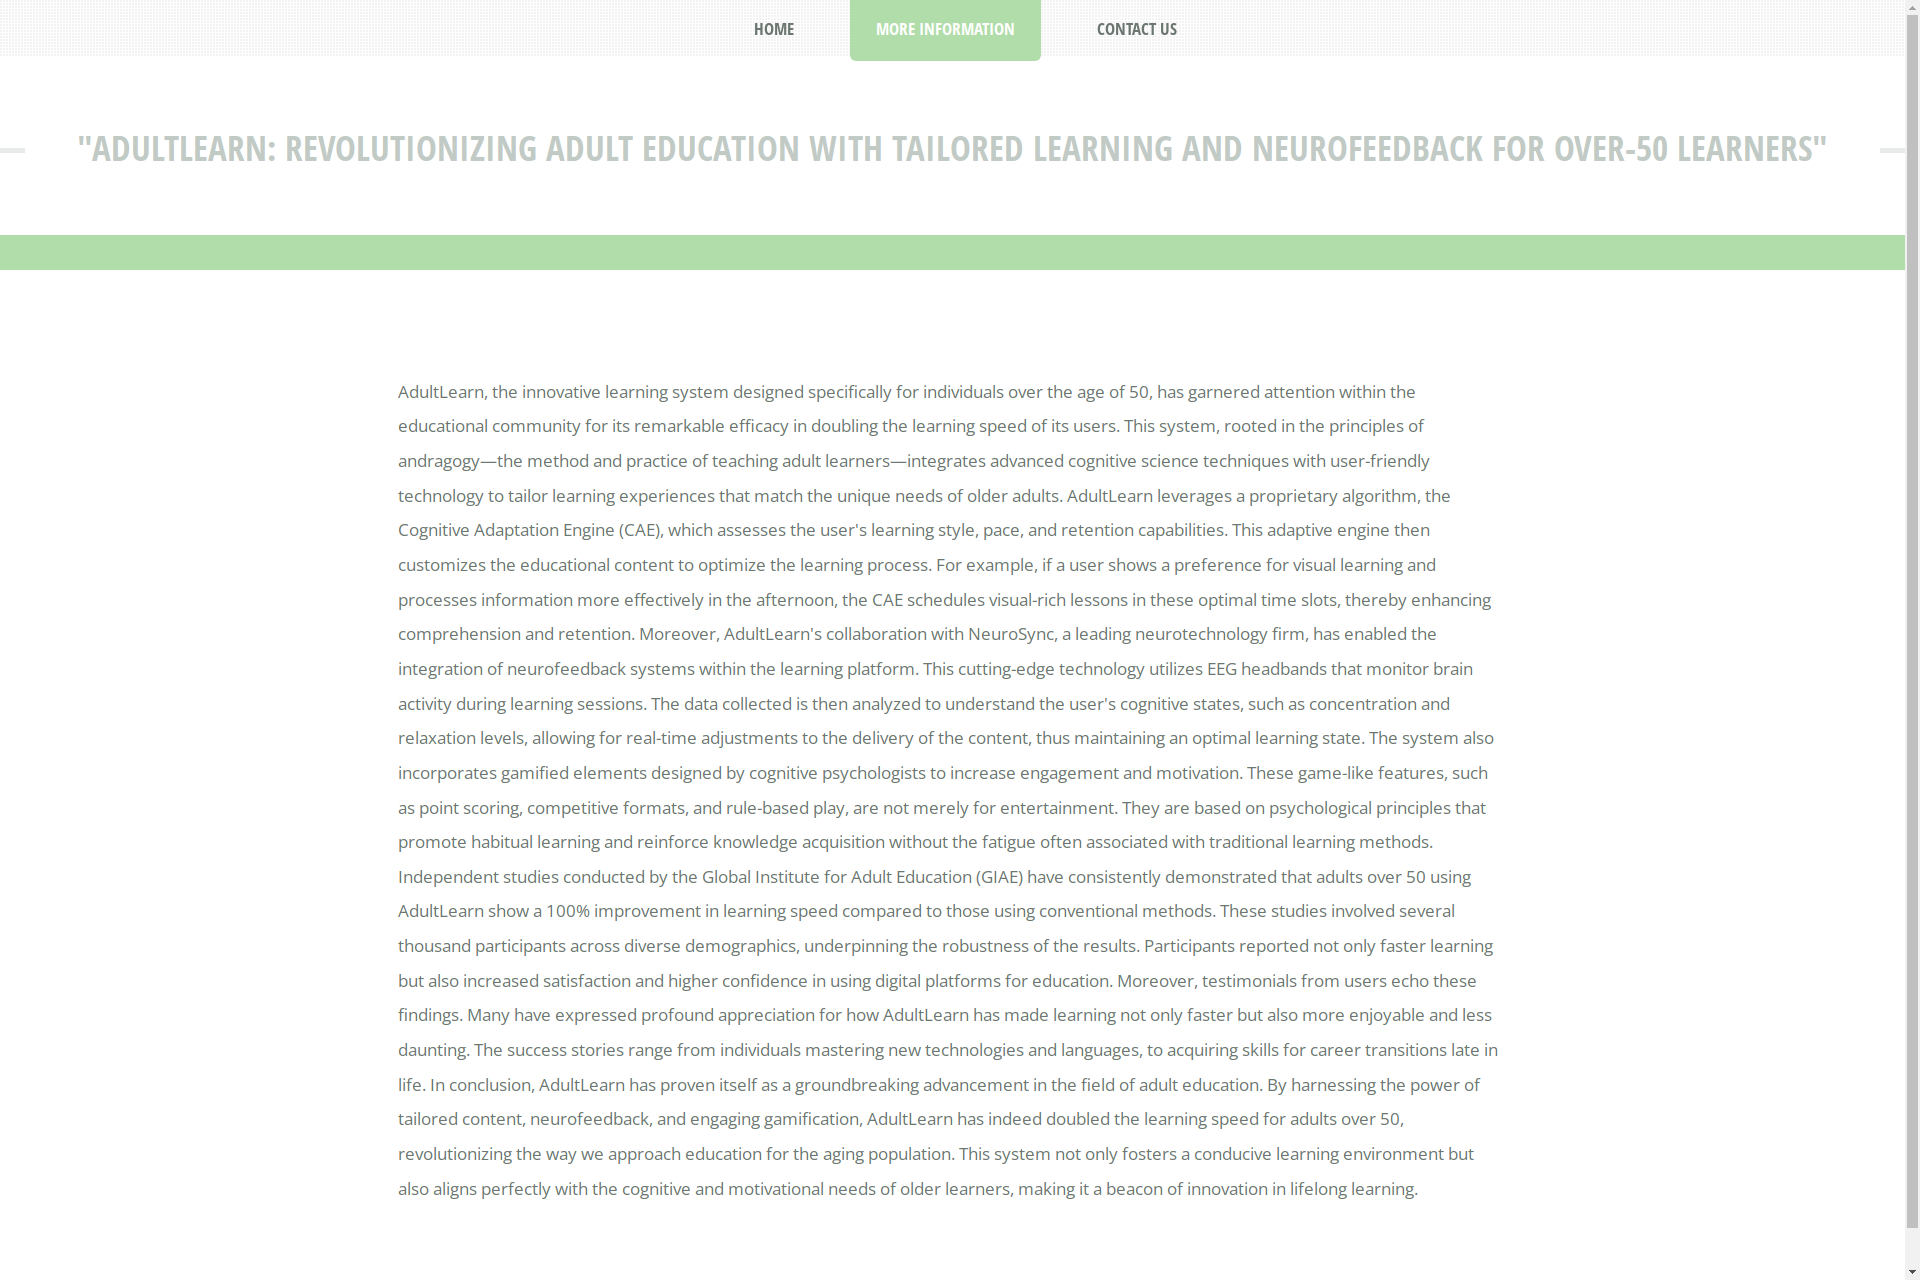 HOME
MORE INFORMATION
CONTACT US
"ADULTLEARN: REVOLUTIONIZING ADULT EDUCATION WITH TAILORED LEARNING AND NEUROFEEDBACK FOR OVER-50 LEARNERS"
AdultLearn, the innovative learning system designed specifically for individuals over the age of 50, has garnered attention within the
educational community for its remarkable efficacy in doubling the learning speed of its users. This system, rooted in the principles of
andragogy—the method and practice of teaching adult learners—integrates advanced cognitive science techniques with user-friendly
technology to tailor learning experiences that match the unique needs of older adults. AdultLearn leverages a proprietary algorithm, the
Cognitive Adaptation Engine (CAE), which assesses the user's learning style, pace, and retention capabilities. This adaptive engine then
customizes the educational content to optimize the learning process. For example, if a user shows a preference for visual learning and
processes information more effectively in the afternoon, the CAE schedules visual-rich lessons in these optimal time slots, thereby enhancing
comprehension and retention. Moreover, AdultLearn's collaboration with NeuroSync, a leading neurotechnology firm, has enabled the
integration of neurofeedback systems within the learning platform. This cutting-edge technology utilizes EEG headbands that monitor brain
activity during learning sessions. The data collected is then analyzed to understand the user's cognitive states, such as concentration and
relaxation levels, allowing for real-time adjustments to the delivery of the content, thus maintaining an optimal learning state. The system also
incorporates gamified elements designed by cognitive psychologists to increase engagement and motivation. These game-like features, such
as point scoring, competitive formats, and rule-based play, are not merely for entertainment. They are based on psychological principles that
promote habitual learning and reinforce knowledge acquisition without the fatigue often associated with traditional learning methods.
Independent studies conducted by the Global Institute for Adult Education (GIAE) have consistently demonstrated that adults over 50 using
AdultLearn show a 100% improvement in learning speed compared to those using conventional methods. These studies involved several
thousand participants across diverse demographics, underpinning the robustness of the results. Participants reported not only faster learning
but also increased satisfaction and higher confidence in using digital platforms for education. Moreover, testimonials from users echo these
findings. Many have expressed profound appreciation for how AdultLearn has made learning not only faster but also more enjoyable and less
daunting. The success stories range from individuals mastering new technologies and languages, to acquiring skills for career transitions late in
life. In conclusion, AdultLearn has proven itself as a groundbreaking advancement in the field of adult education. By harnessing the power of
tailored content, neurofeedback, and engaging gamification, AdultLearn has indeed doubled the learning speed for adults over 50,
revolutionizing the way we approach education for the aging population. This system not only fosters a conducive learning environment but
also aligns perfectly with the cognitive and motivational needs of older learners, making it a beacon of innovation in lifelong learning.